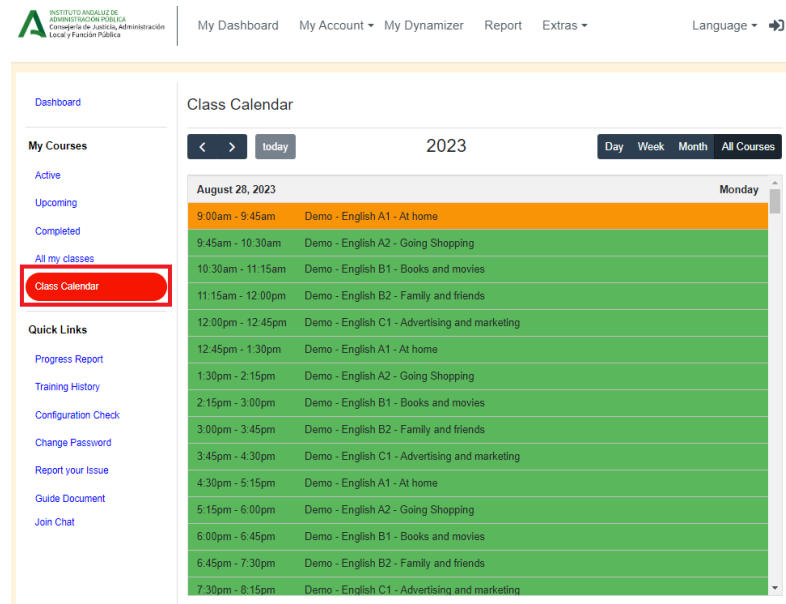 INSTITUTO ANDALUZ DE
ADMINISTRACIÓN PÚBLICA
Consejería de Justicia, Administración
Local y Función Pública
My Dashboard My Account My Dynamizer Report Extras Language
Dashboard
My Courses
Active
Upcoming
Completed
All my classes
Class Calendar
Quick Links
Progress Report
Training History
Configuration Check
Change Password
Report your Issue
Guide Document
Join Chat
Class Calendar
< > today 2023 Day Week Month All Courses
August 28, 2023 Monday
9:00am - 9:45am Demo - English A1 - At home
9:45am - 10:30am Demo - English A2 - Going Shopping
10:30am - 11:15am Demo - English B1 - Books and movies
11:15am - 12:00pm Demo - English B2 - Family and friends
12:00pm - 12:45pm Demo - English C1 - Advertising and marketing
12:45pm - 1:30pm Demo - English A1 - At home
1:30pm - 2:15pm Demo - English A2 - Going Shopping
2:15pm - 3:00pm Demo - English B1 - Books and movies
3:00pm - 3:45pm Demo - English B2 - Family and friends
3:45pm - 4:30pm Demo - English C1 - Advertising and marketing
4:30pm - 5:15pm Demo - English A1 - At home
5:15pm - 6:00pm Demo - English A2 - Going Shopping
6:00pm - 6:45pm Demo - English B1 - Books and movies
6:45pm - 7:30pm Demo - English B2 - Family and friends
7:30pm - 8:15pm Demo - English C1 - Advertising and marketing